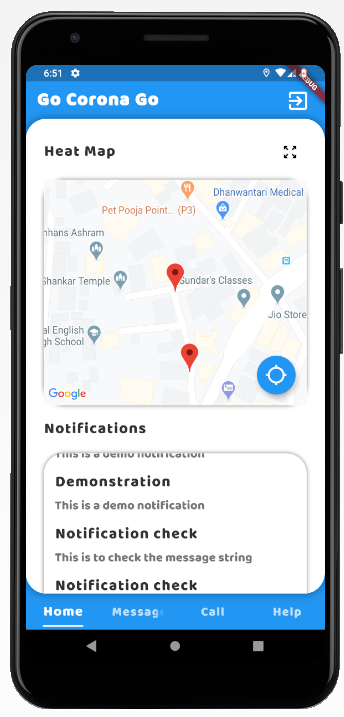 6:51
DEBUG
Go Corona Go
Heat Map
Dhanwantari Medical
Pet Pooja Point... (P3)
nhans Ashram
Shankar Temple
Sundar's Classes
Jio Store
al English
gh School
Google
Notifications
This is a demo notification
Demonstration
This is a demo notification
Notification check
This is to check the message string
Notification check
Home
Messag
Call
Help